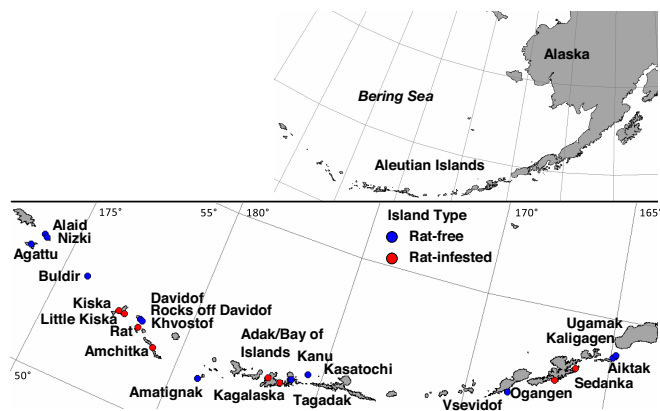 Alaska
Bering Sea
Aleutian Islands
175°
55°
180°
170°
165°
Island Type
Rat-free
Rat-infested
Alaid
Nizki
Agattu
Buldir
Kiska
Little Kiska
Rat
Amchitka
Davidof
Rocks off Davidof
Khvostof
50°
Amatignak
Adak/Bay of
Islands
Kagalaska
Kanu
Kasatochi
Tagadak
Vsevidof
Ogangen
Ugamak
Kaligagen
Aiktak
Sedanka